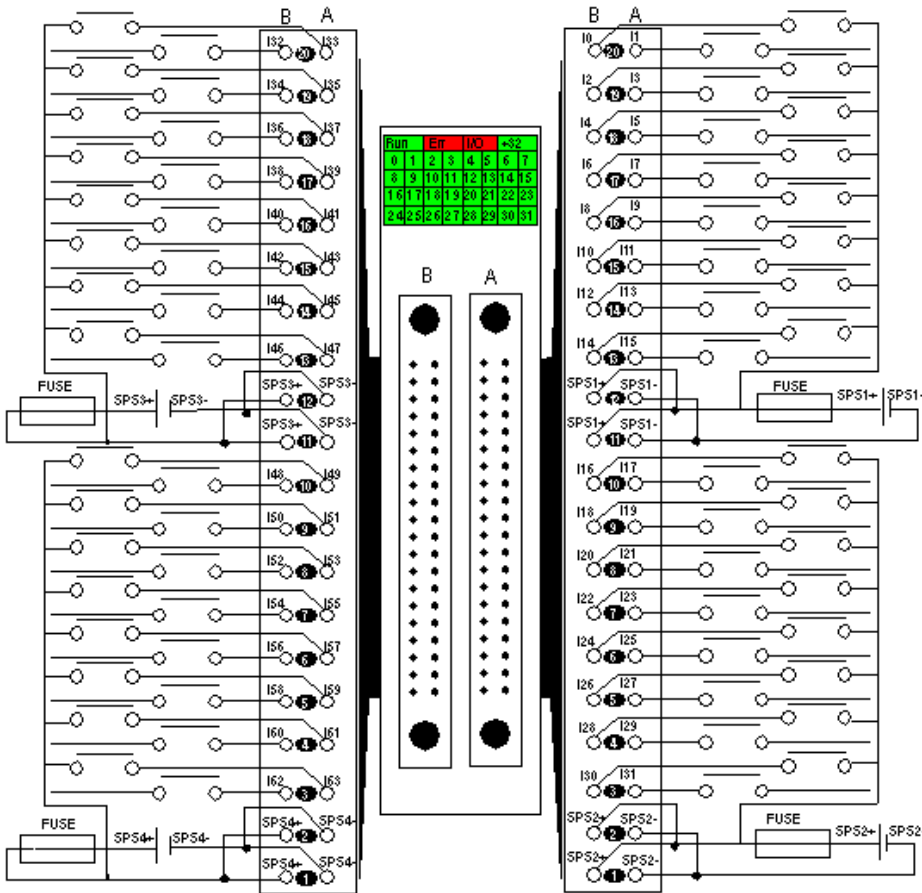 B A
I32 20 I33
I34 19 I35
I36 18 I37
I38 17 I39
I40 16 I41
I42 15 I43
I44 14 I45
I46 13 I47
FUSE SPS3+ SPS3-
SPS3+ 12 SPS3-
SPS3+ 11 SPS3-
I48 10 I49
I50 9 I51
I52 8 I53
I54 7 I55
I56 6 I57
I58 5 I59
I60 4 I61
I62 3 I63
FUSE SPS4+ SPS4-
SPS4+ 2 SPS4-
SPS4+ 1 SPS4-
Run Err I/O +32
0 1 2 3 4 5 6 7
8 9 10 11 12 13 14 15
16 17 18 19 20 21 22 23
24 25 26 27 28 29 30 31
B A
B A
I0 20 I1
I2 19 I3
I4 18 I5
I6 17 I7
I8 16 I9
I10 15 I11
I12 14 I13
I14 13 I15
SPS1+ 12 SPS1-
FUSE SPS1+ SPS1-
SPS1+ 11 SPS1-
I16 10 I17
I18 9 I19
I20 8 I21
I22 7 I23
I24 6 I25
I26 5 I27
I28 4 I29
I30 3 I31
SPS2+ 2 SPS2-
FUSE SPS2+ SPS2
SPS2+ 1 SPS2-